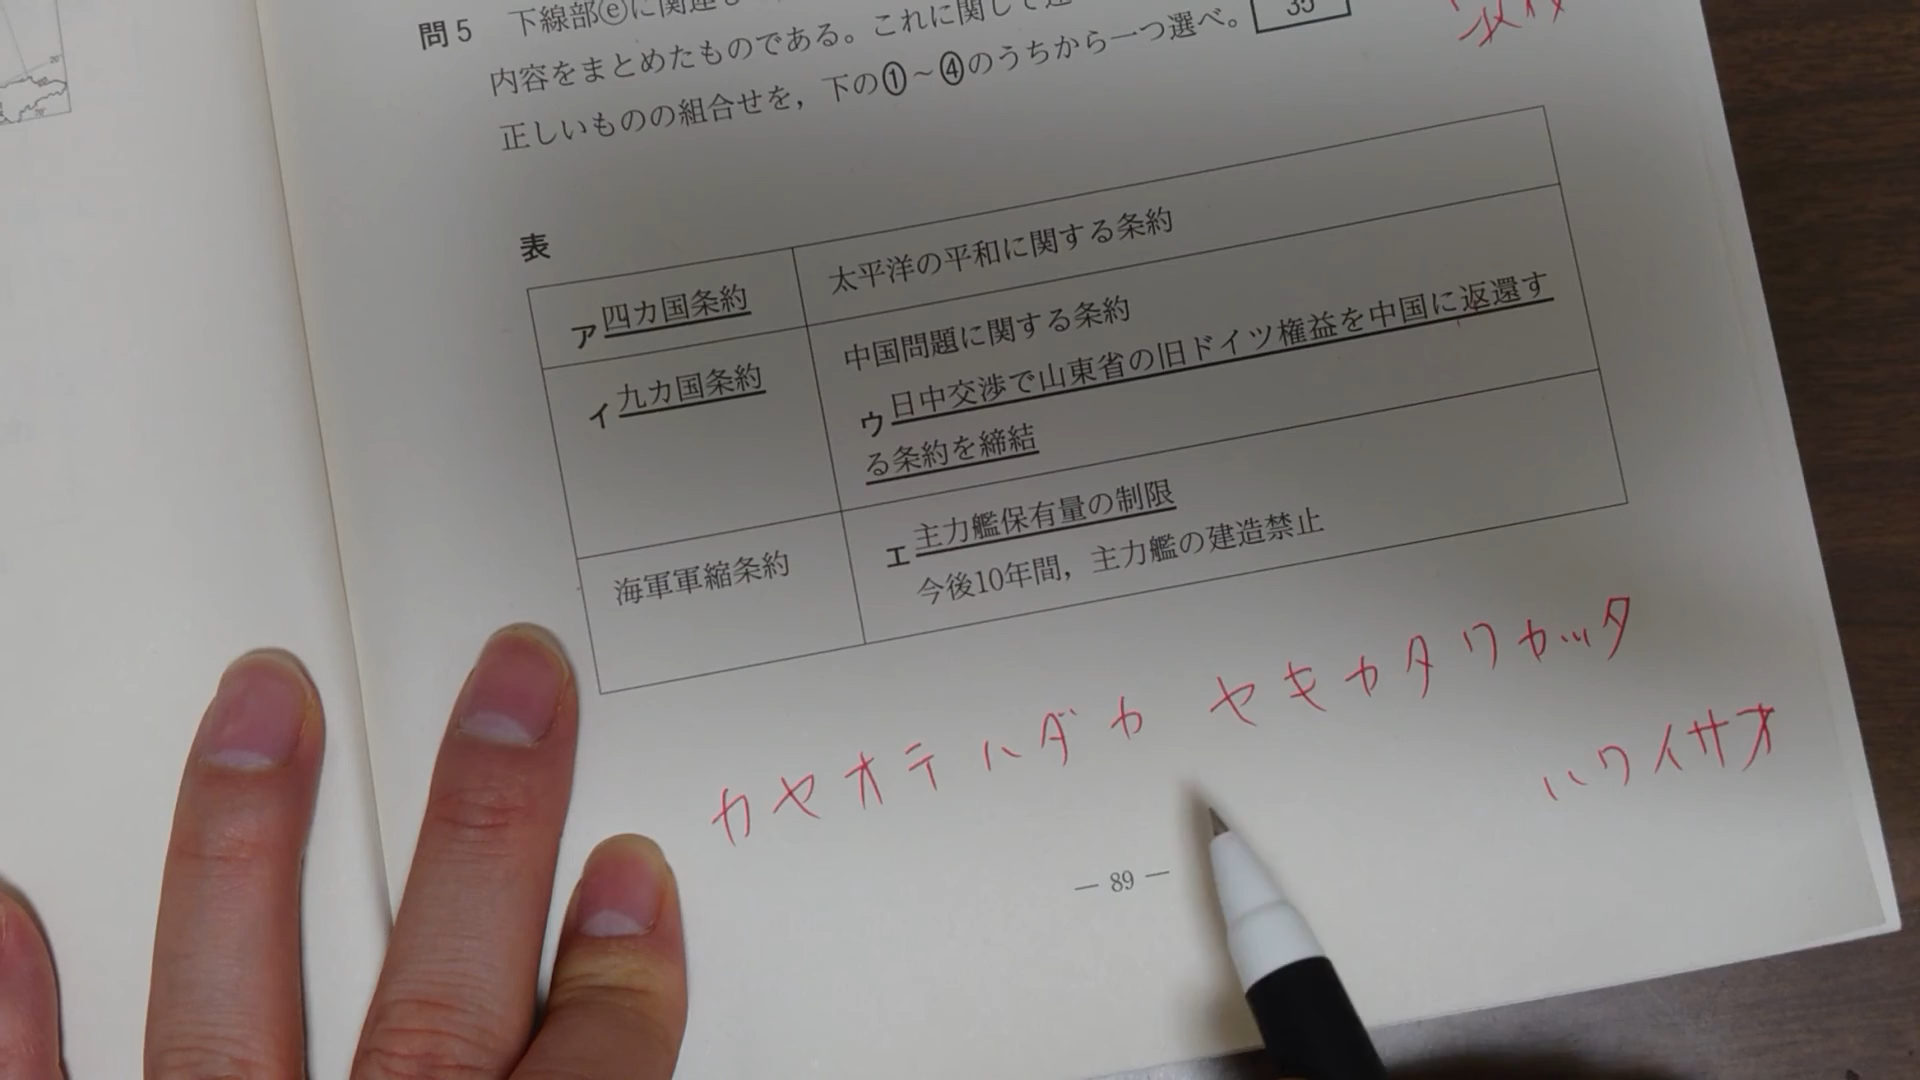 問5 下線部ⓔに関連
内容をまとめたものである。これに関して
正しいものの組合せを，下の①～④のうちから一つ選べ。 35
表
ア四カ国条約 太平洋の平和に関する条約
イ九カ国条約 中国問題に関する条約
ウ日中交渉で山東省の旧ドイツ権益を中国に返還す
る条約を締結
海軍軍縮条約 エ主力艦保有量の制限
今後10年間，主力艦の建造禁止
カヤオテハダカ ヤキカタワカッタ
ハワイサオ
― 89 ―